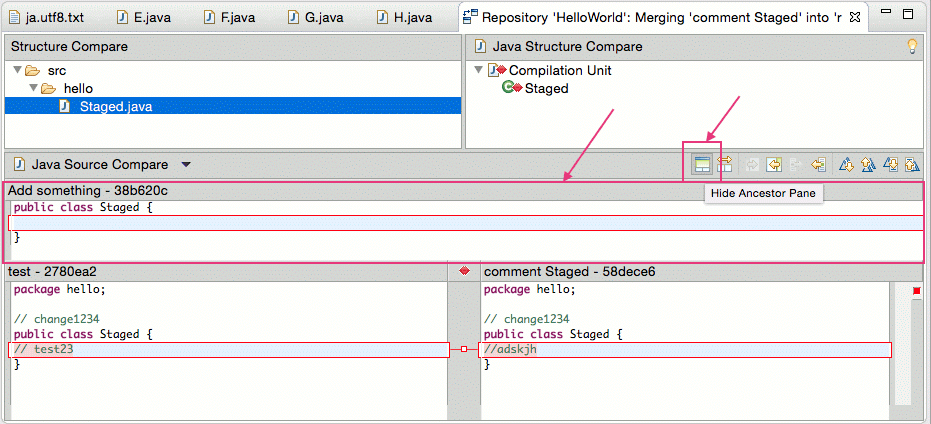 ja.utf8.txt E.java F.java G.java H.java Repository 'HelloWorld': Merging 'comment Staged' into 'r
Structure Compare
src
hello
Staged.java
Java Structure Compare
Compilation Unit
Staged
Java Source Compare
Hide Ancestor Pane
Add something - 38b620c
public class Staged {
}
test - 2780ea2
package hello;
// change1234
public class Staged {
// test23
}
comment Staged - 58dece6
package hello;
// change1234
public class Staged {
//adskjh
}